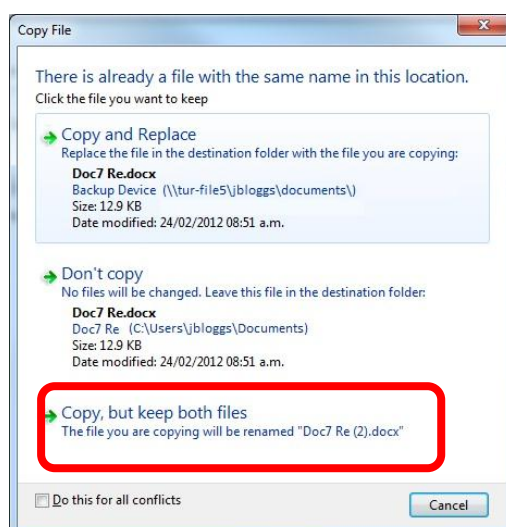 Copy File
There is already a file with the same name in this location.
Click the file you want to keep
Copy and Replace
Replace the file in the destination folder with the file you are copying:
Doc7 Re.docx
Backup Device (\\tur-file5\jbloggs\documents\)
Size: 12.9 KB
Date modified: 24/02/2012 08:51 a.m.
Don't copy
No files will be changed. Leave this file in the destination folder:
Doc7 Re.docx
Doc7 Re (C:\Users\jbloggs\Documents)
Size: 12.9 KB
Date modified: 24/02/2012 08:51 a.m.
Copy, but keep both files
The file you are copying will be renamed "Doc7 Re (2).docx"
Do this for all conflicts
Cancel